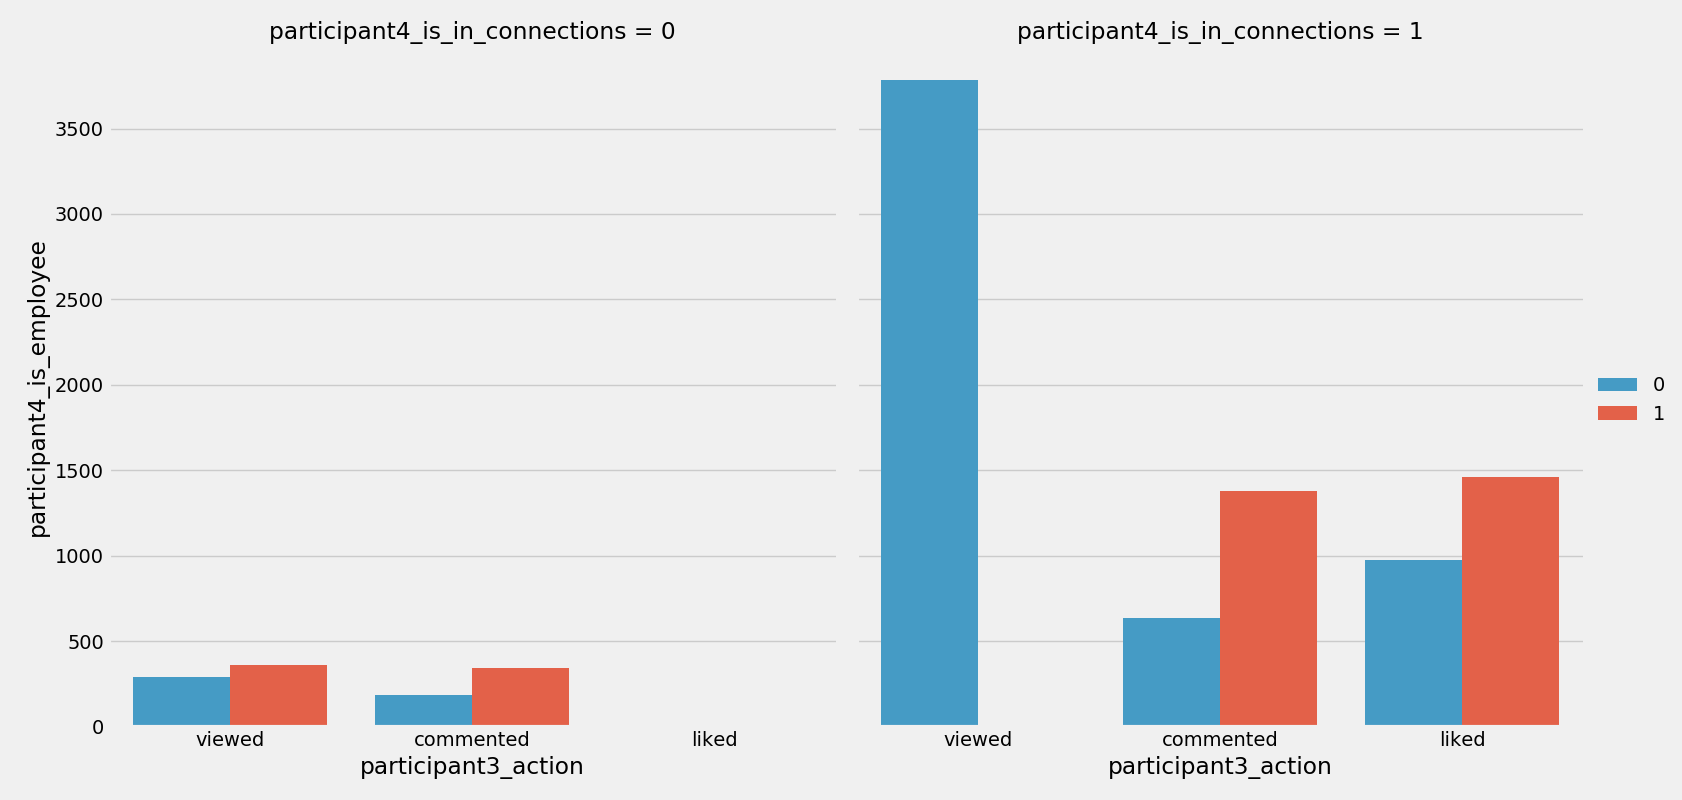 participant4_is_in_connections = 0
participant4_is_in_connections = 1
participant4_is_employee
3500
3000
2500
2000
1500
1000
500
0
viewed
commented
liked
participant3_action
viewed
commented
liked
participant3_action
0
1